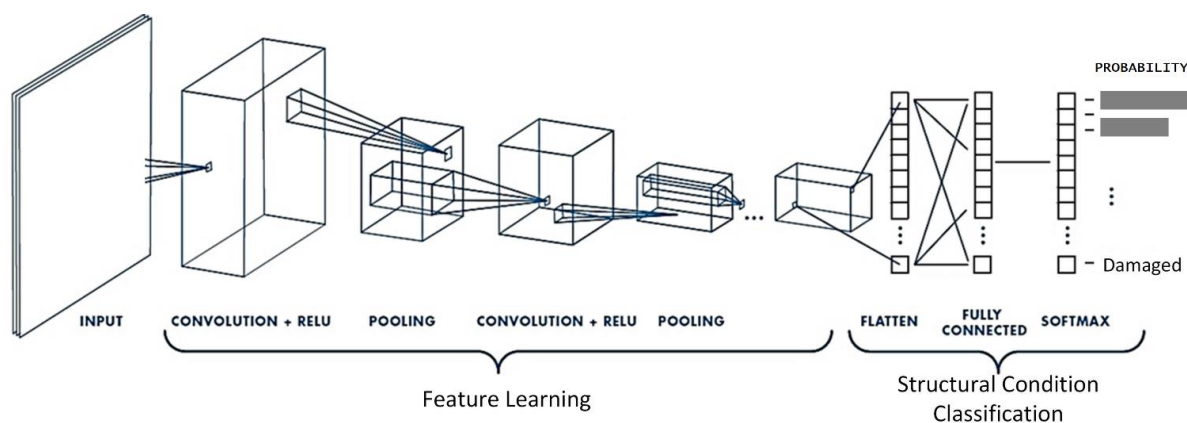 PROBABILITY
Damaged
INPUT
CONVOLUTION + RELU
POOLING
CONVOLUTION + RELU
POOLING
FLATTEN
FULLY
CONNECTED
SOFTMAX
Feature Learning
Structural Condition
Classification